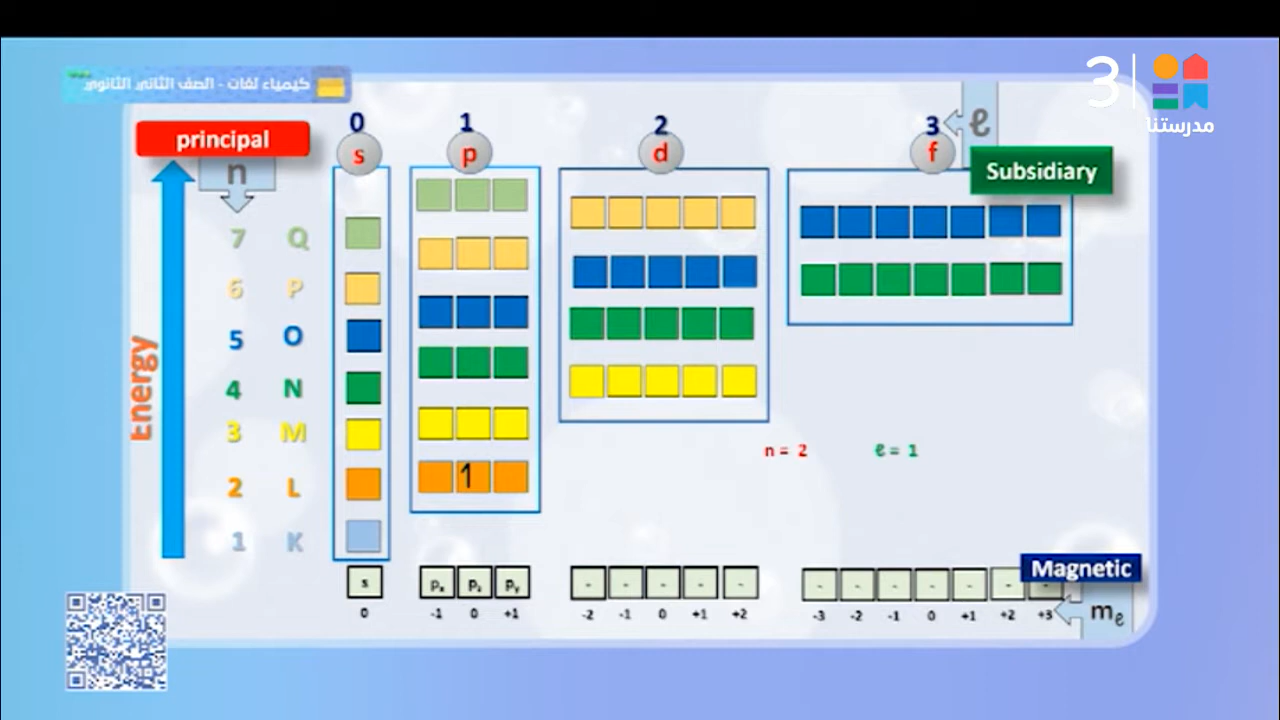 كيمياء لغات - الصف الثاني الثانوي
3
مدرستنا
principal
n
0 1 2 3 ℓ
s p d f
Subsidiary
Energy
7 Q
6 P
5 O
4 N
3 M
2 L
1 K
1
n = 2 ℓ = 1
s pₓ p_z p_y - - - - - - - - - - - -
0 -1 0 +1 -2 -1 0 +1 +2 -3 -2 -1 0 +1 +2 +3
Magnetic
mℓ